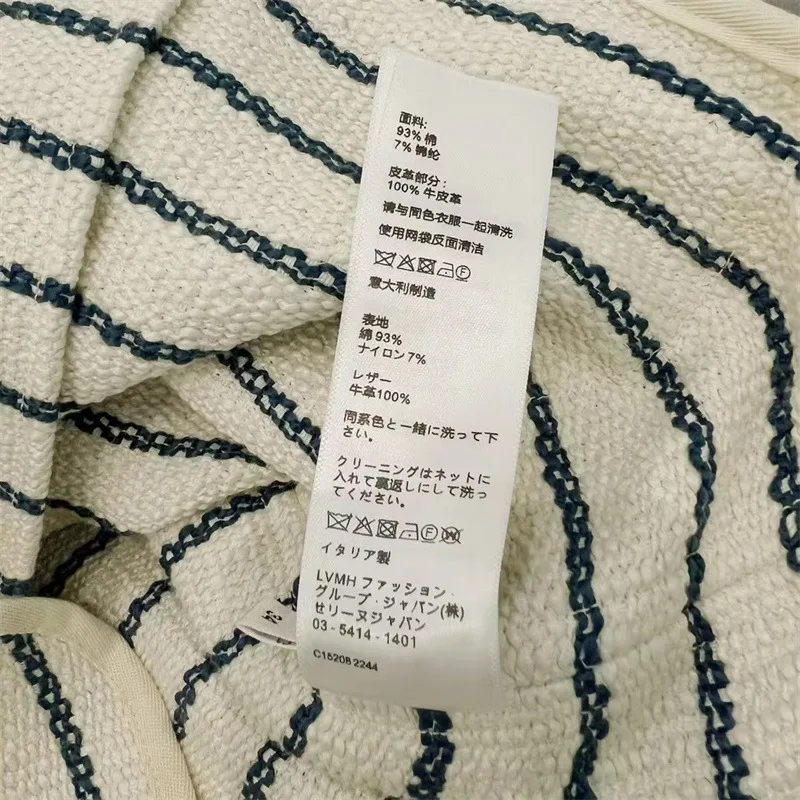 面料:
93% 棉
7% 锦纶
皮革部分:
100% 牛皮革
请与同色衣服一起清洗
使用网袋反面清洁
意大利制造
表地
綿 93%
ナイロン 7%
レザー
牛革100%
同系色と一緒に洗って下
さい。
クリーニングはネットに
入れて裏返しにして洗っ
てください。
イタリア製
LVMH ファッション・
グループ・ジャパン(株)
セリーヌジャパン
03 - 5414 - 1401
C1520B 2244
34